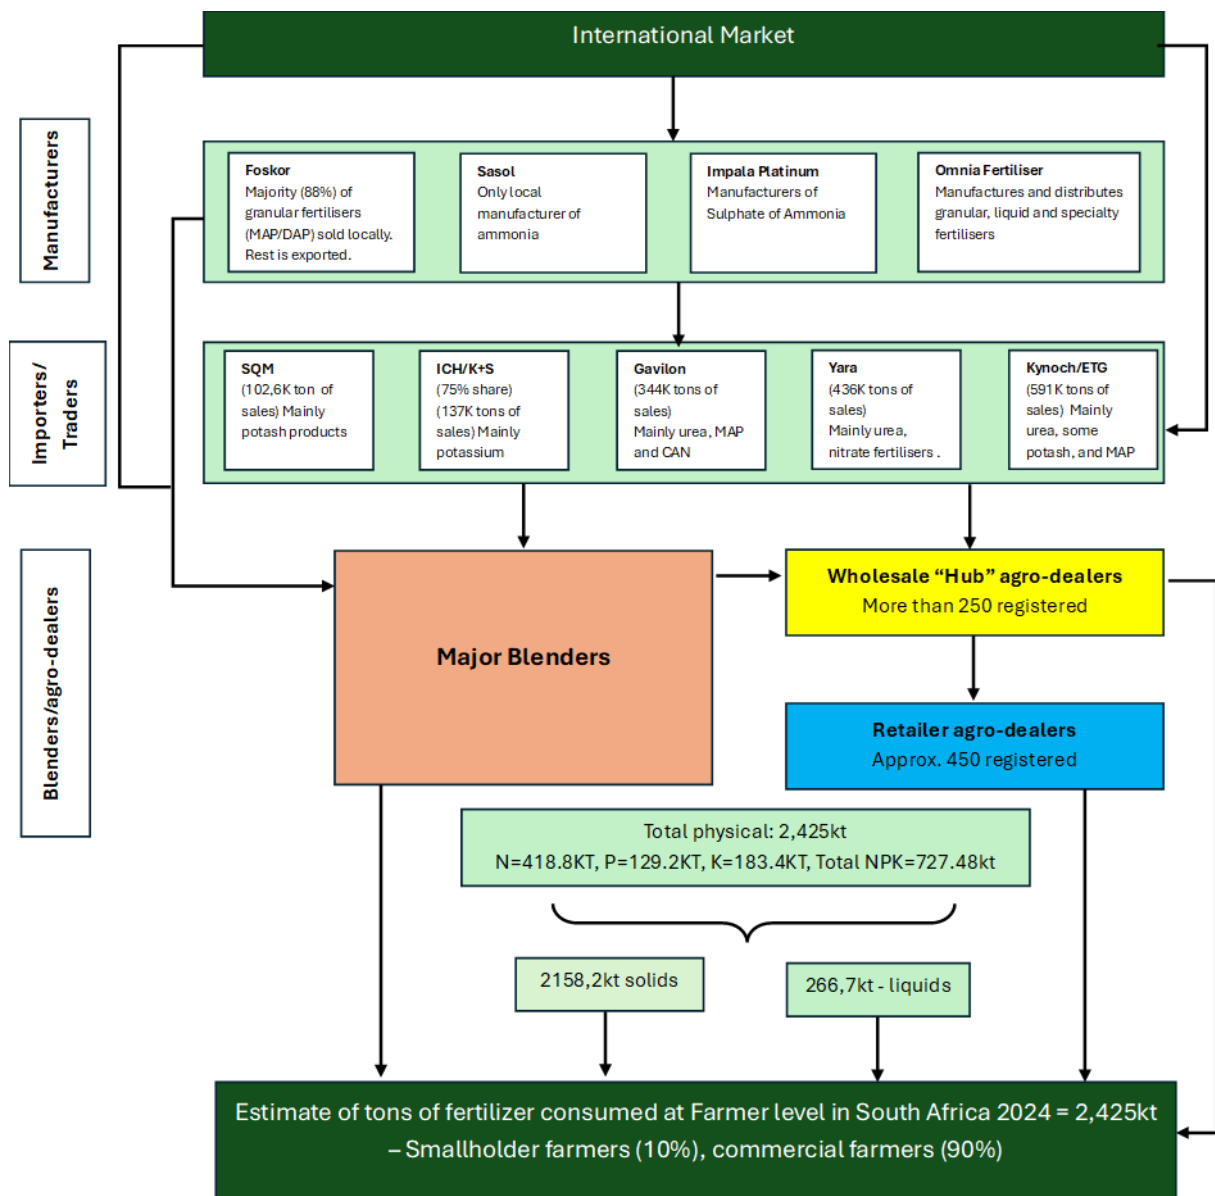 International Market
Manufacturers
Foskor
Majority (88%) of
granular fertilisers
(MAP/DAP) sold locally.
Rest is exported.
Sasol
Only local
manufacturer of
ammonia
Impala Platinum
Manufacturers of
Sulphate of Ammonia
Omnia Fertiliser
Manufactures and distributes
granular, liquid and specialty
fertilisers
Importers/
Traders
SQM
(102,6K ton of
sales) Mainly
potash products
ICH/K+S
(75% share)
(137K tons of
sales) Mainly
potassium
Gavilon
(344K tons of
sales)
Mainly urea, MAP
and CAN
Yara
(436K tons of
sales)
Mainly urea,
nitrate fertilisers .
Kynoch/ETG
(591K tons of
sales) Mainly
urea, some
potash, and MAP
Blenders/agro-dealers
Major Blenders
Wholesale “Hub” agro-dealers
More than 250 registered
Retailer agro-dealers
Approx. 450 registered
Total physical: 2,425kt
N=418.8KT, P=129.2KT, K=183.4KT, Total NPK=727.48kt
2158,2kt solids
266,7kt - liquids
Estimate of tons of fertilizer consumed at Farmer level in South Africa 2024 = 2,425kt
– Smallholder farmers (10%), commercial farmers (90%)